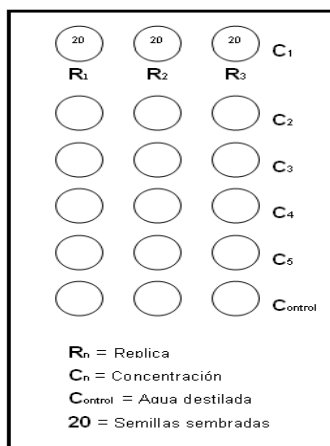 20 20 20 C1
R1 R2 R3
C2
C3
C4
C5
Control
Rn = Replica
Cn = Concentración
Control = Agua destilada
20 = Semillas sembradas